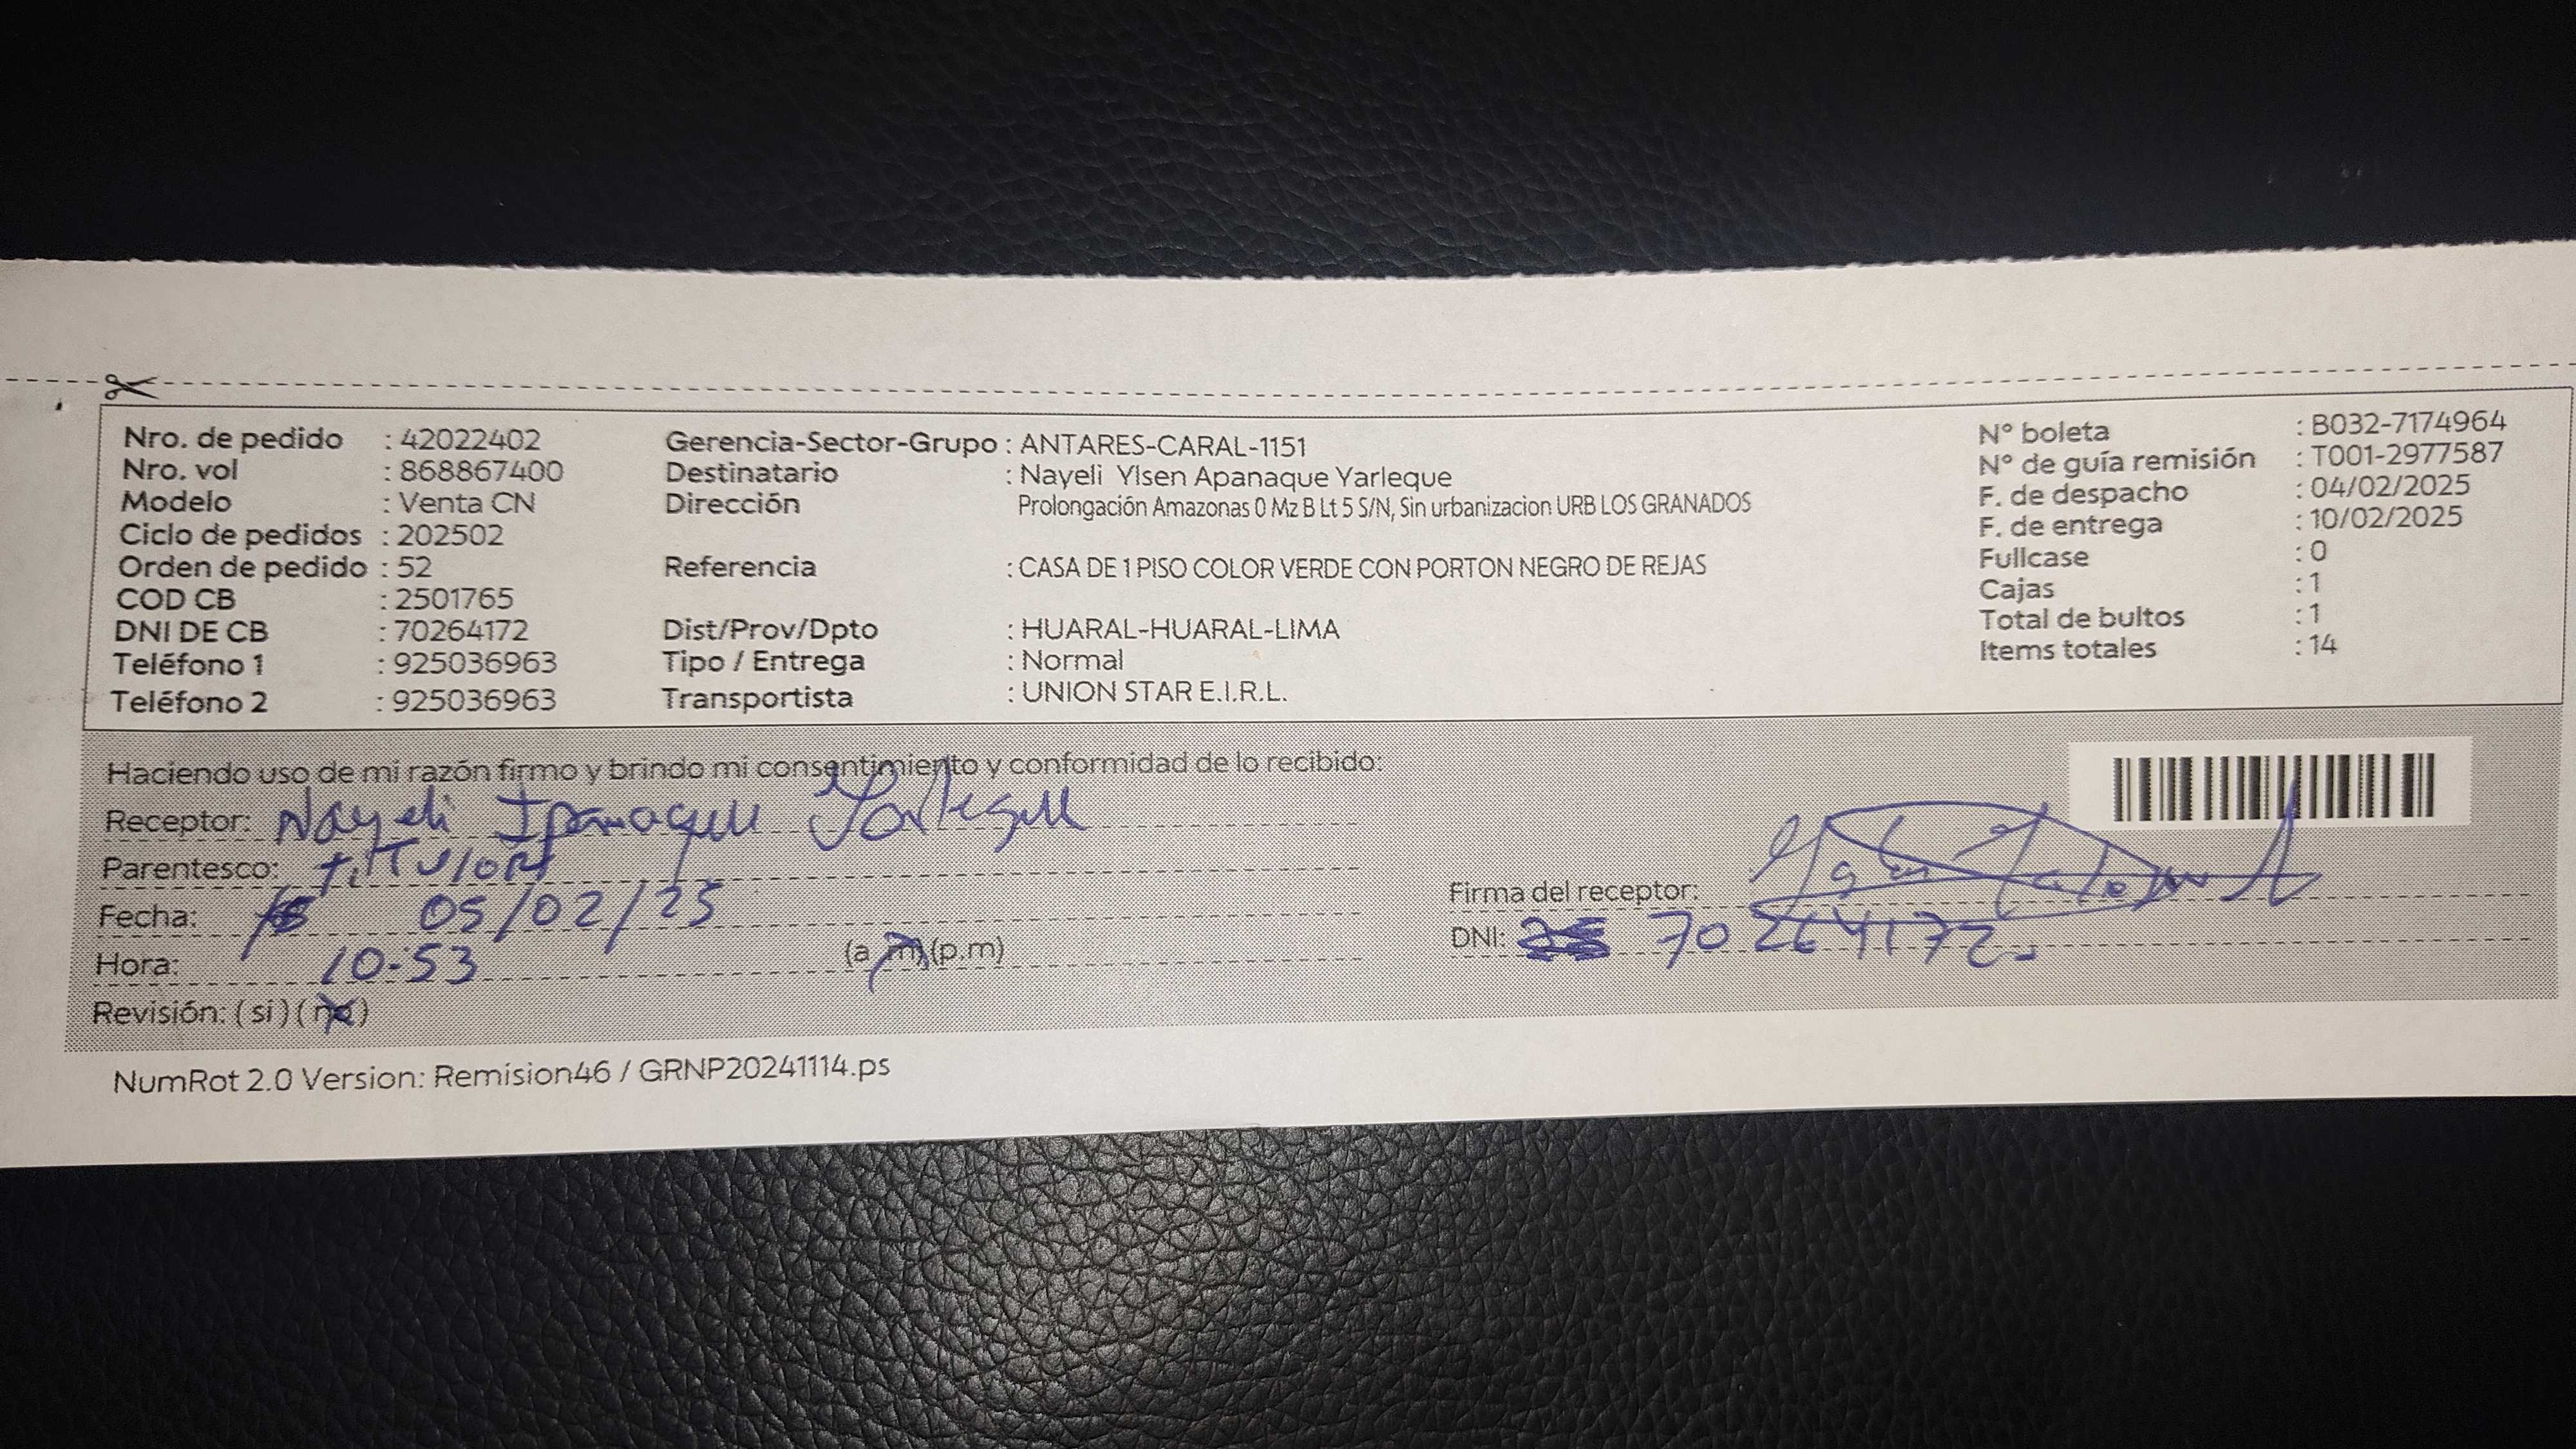 Nro. de pedido : 42022402
Nro. vol : 868867400
Modelo : Venta CN
Ciclo de pedidos : 202502
Orden de pedido : 52
COD CB : 2501765
DNI DE CB : 70264172
Teléfono 1 : 925036963
Teléfono 2 : 925036963
Gerencia-Sector-Grupo : ANTARES-CARAL-1151
Destinatario : Nayeli Ylsen Apanaque Yarleque
Dirección Prolongación Amazonas 0 Mz B Lt 5 S/N, Sin urbanizacion URB LOS GRANADOS
Referencia : CASA DE 1 PISO COLOR VERDE CON PORTON NEGRO DE REJAS
Dist/Prov/Dpto : HUARAL-HUARAL-LIMA
Tipo / Entrega : Normal
Transportista : UNION STAR E.I.R.L.
N° boleta : B032-7174964
N° de guía remisión : T001-2977587
F. de despacho : 04/02/2025
F. de entrega : 10/02/2025
Fullcase : 0
Cajas : 1
Total de bultos : 1
Items totales : 14
Haciendo uso de mi razón firmo y brindo mi consentimiento y conformidad de lo recibido:
Receptor: Nayeli Ipanaque Yarleque
Parentesco: tiTUlaR
Fecha: 05/02/25
Hora: 10:53 (a.m) (p.m)
Revisión: ( si ) ( no )
Firma del receptor:
DNI: 70264172.
NumRot 2.0 Version: Remision46 / GRNP20241114.ps